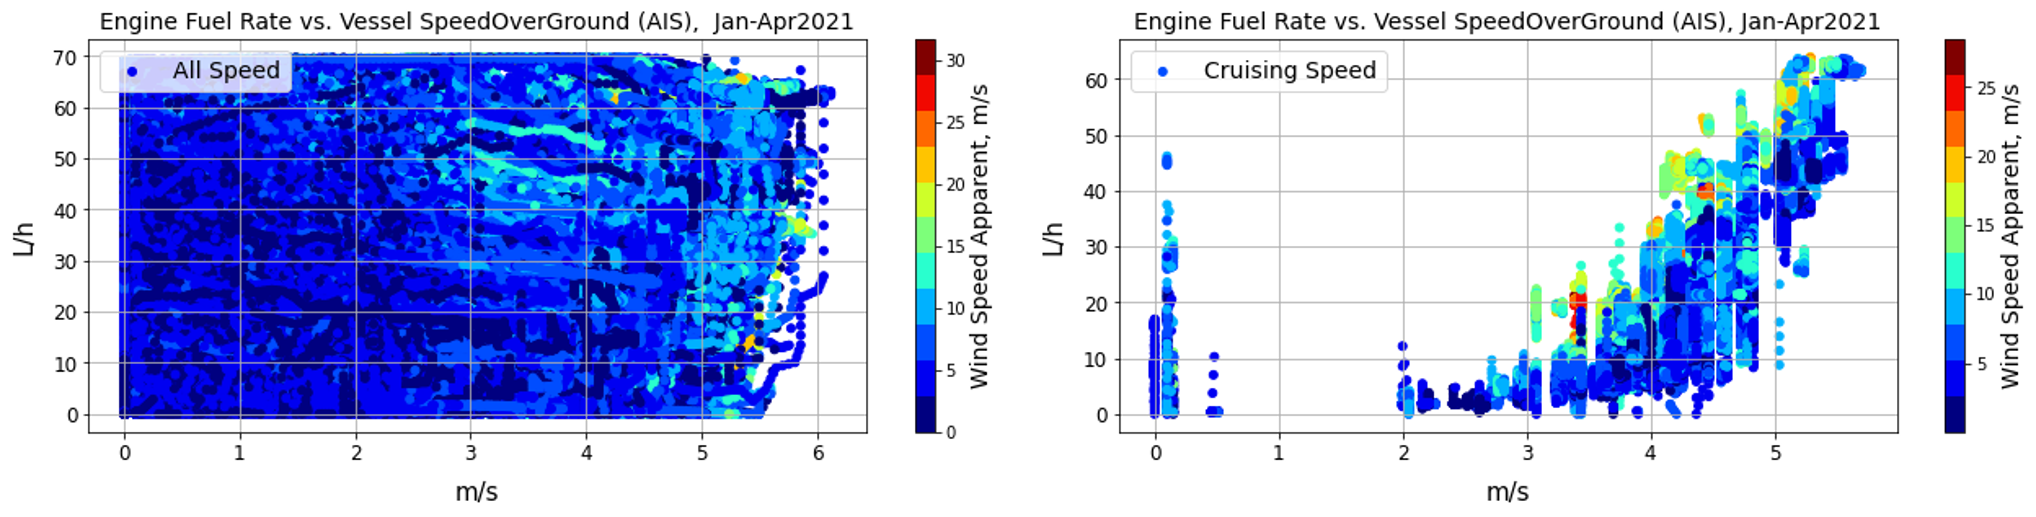 Engine Fuel Rate vs. Vessel SpeedOverGround (AIS),  Jan-Apr2021
All Speed
70
60
50
40
30
20
10
0
L/h
0 1 2 3 4 5 6
m/s
30
25
20
15
10
5
0
Wind Speed Apparent, m/s
Engine Fuel Rate vs. Vessel SpeedOverGround (AIS), Jan-Apr2021
Cruising Speed
60
50
40
30
20
10
0
L/h
0 1 2 3 4 5
m/s
25
20
15
10
5
Wind Speed Apparent, m/s